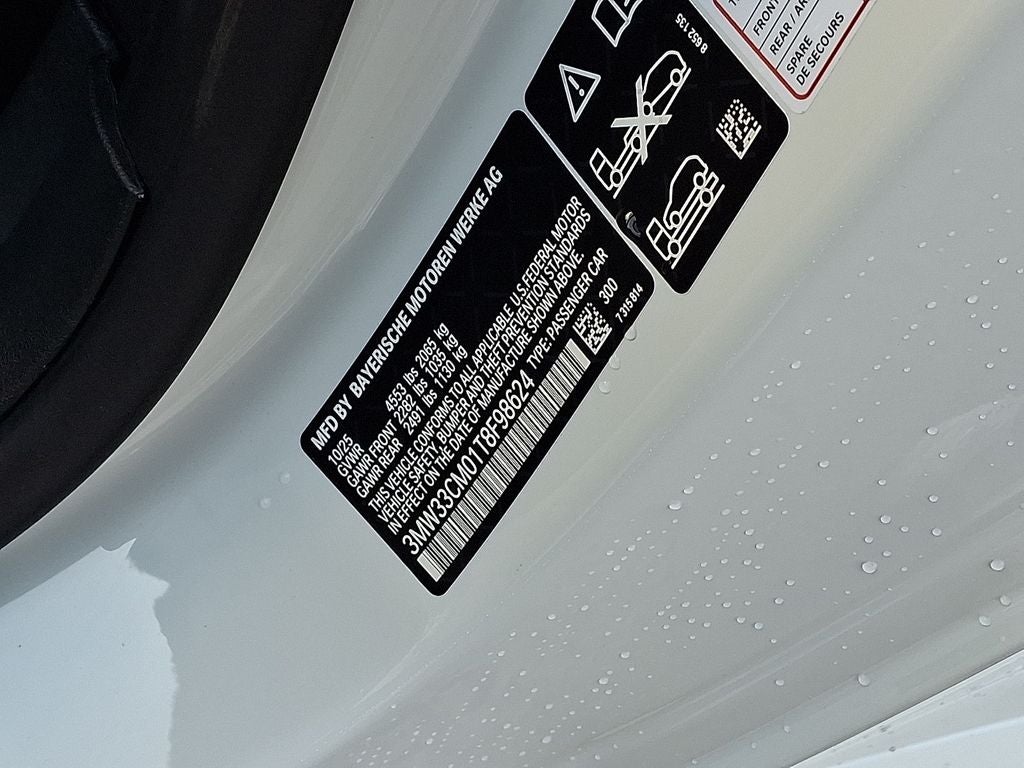 MFD BY BAYERISCHE MOTOREN WERKE AG
10/25
GVWR 4553 lbs 2065 kg
GAWR FRONT 2282 lbs 1035 kg
GAWR REAR 2491 lbs 1130 kg
THIS VEHICLE CONFORMS TO ALL APPLICABLE U.S. FEDERAL MOTOR
VEHICLE SAFETY, BUMPER AND THEFT PREVENTION STANDARDS
IN EFFECT ON THE DATE OF MANUFACTURE SHOWN ABOVE.
3MW33CM01T8F98624 TYPE: PASSENGER CAR
300
7 315 814
8 652 135
FRONT
REAR / AR
SPARE
DE SECOURS